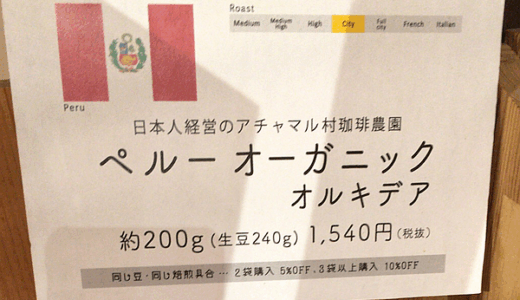 Roast
Medium Medium High High City Full city French Italian
Peru
日本人経営のアチャマル村珈琲農園
ペルー オーガニック
オルキデア
約200g (生豆240g) 1,540円 (税抜)
同じ豆・同じ焙煎具合 … 2袋購入 5%OFF、3袋以上購入 10%OFF